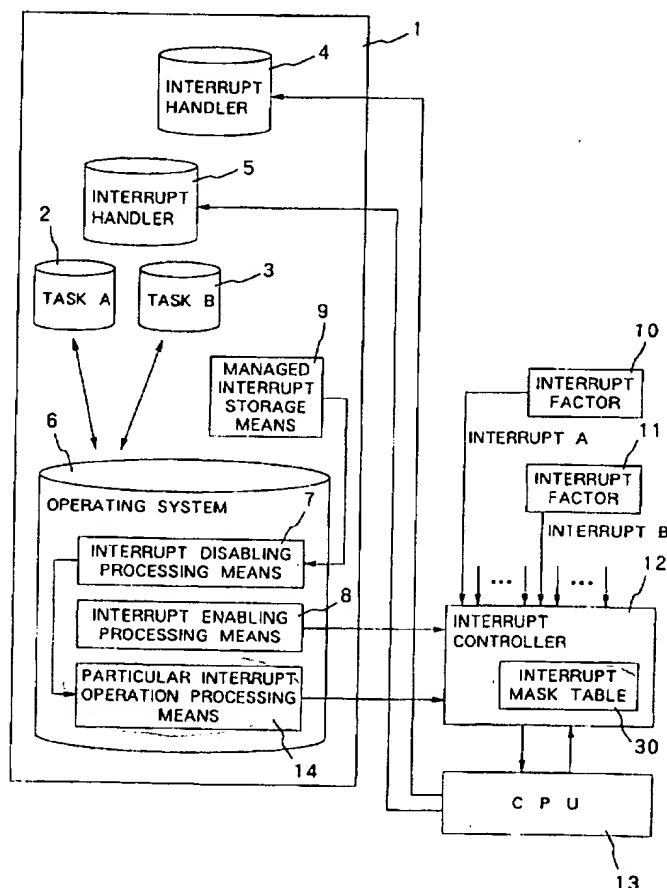 1
4
INTERRUPT
HANDLER
5
INTERRUPT
HANDLER
2
TASK A
3
TASK B
9
MANAGED
INTERRUPT
STORAGE
MEANS
10
INTERRUPT
FACTOR
INTERRUPT A
11
INTERRUPT
FACTOR
INTERRUPT B
6
OPERATING SYSTEM
7
INTERRUPT DISABLING
PROCESSING MEANS
8
INTERRUPT ENABLING
PROCESSING MEANS
PARTICULAR INTERRUPT
OPERATION PROCESSING
MEANS
14
... ...
12
INTERRUPT
CONTROLLER
INTERRUPT
MASK TABLE
30
CPU
13